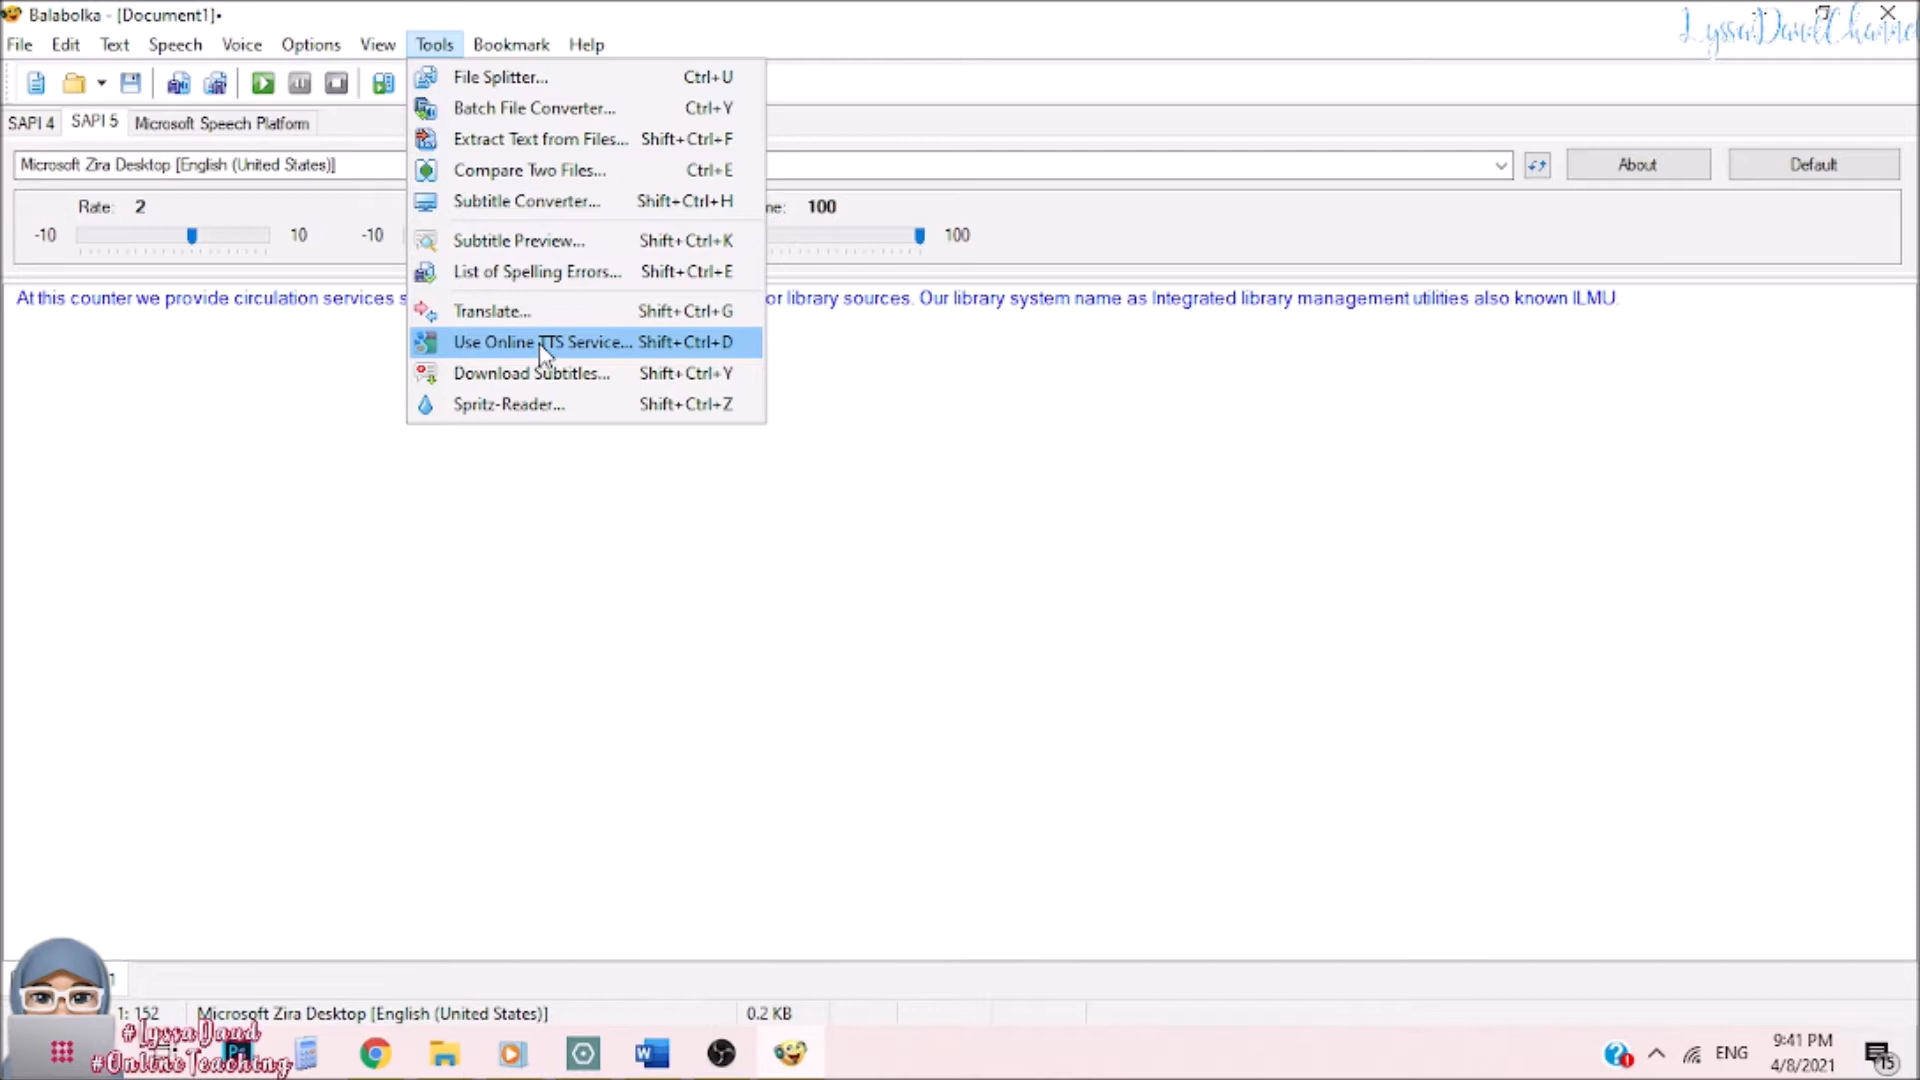 Balabolka - [Document1]•
LyssaDaudChannel
File Edit Text Speech Voice Options View Tools Bookmark Help
SAPI 4 SAPI 5 Microsoft Speech Platform
Microsoft Zira Desktop [English (United States)]
About Default
Rate: 2
-10 10 -10
ne: 100
100
File Splitter... Ctrl+U
Batch File Converter... Ctrl+Y
Extract Text from Files... Shift+Ctrl+F
Compare Two Files... Ctrl+E
Subtitle Converter... Shift+Ctrl+H
Subtitle Preview... Shift+Ctrl+K
List of Spelling Errors... Shift+Ctrl+E
Translate... Shift+Ctrl+G
Use Online TTS Service... Shift+Ctrl+D
Download Subtitles... Shift+Ctrl+Y
Spritz-Reader... Shift+Ctrl+Z
At this counter we provide circulation services s or library sources. Our library system name as Integrated library management utilities also known ILMU.
1: 152 Microsoft Zira Desktop [English (United States)] 0.2 KB
#LyssaDaud
#OnlineTeaching
Ps
W
ENG
9:41 PM
4/8/2021
15